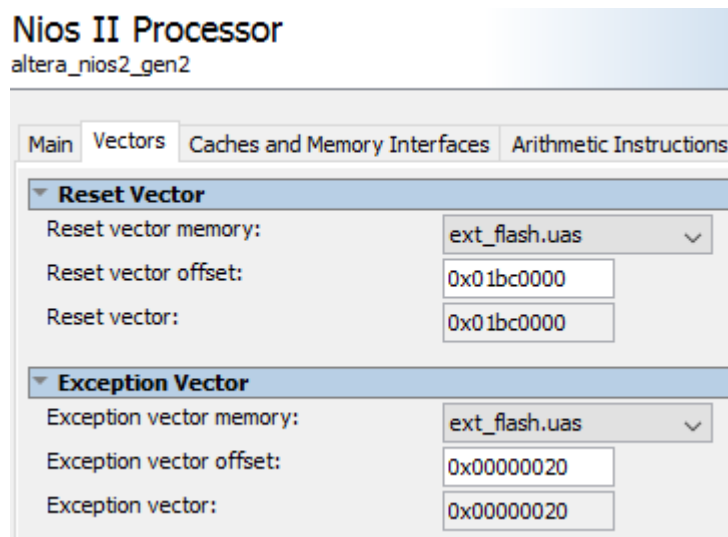 Nios II Processor
altera_nios2_gen2
Main Vectors Caches and Memory Interfaces Arithmetic Instructions
Reset Vector
Reset vector memory: ext_flash.uas
Reset vector offset: 0x01bc0000
Reset vector: 0x01bc0000
Exception Vector
Exception vector memory: ext_flash.uas
Exception vector offset: 0x00000020
Exception vector: 0x00000020